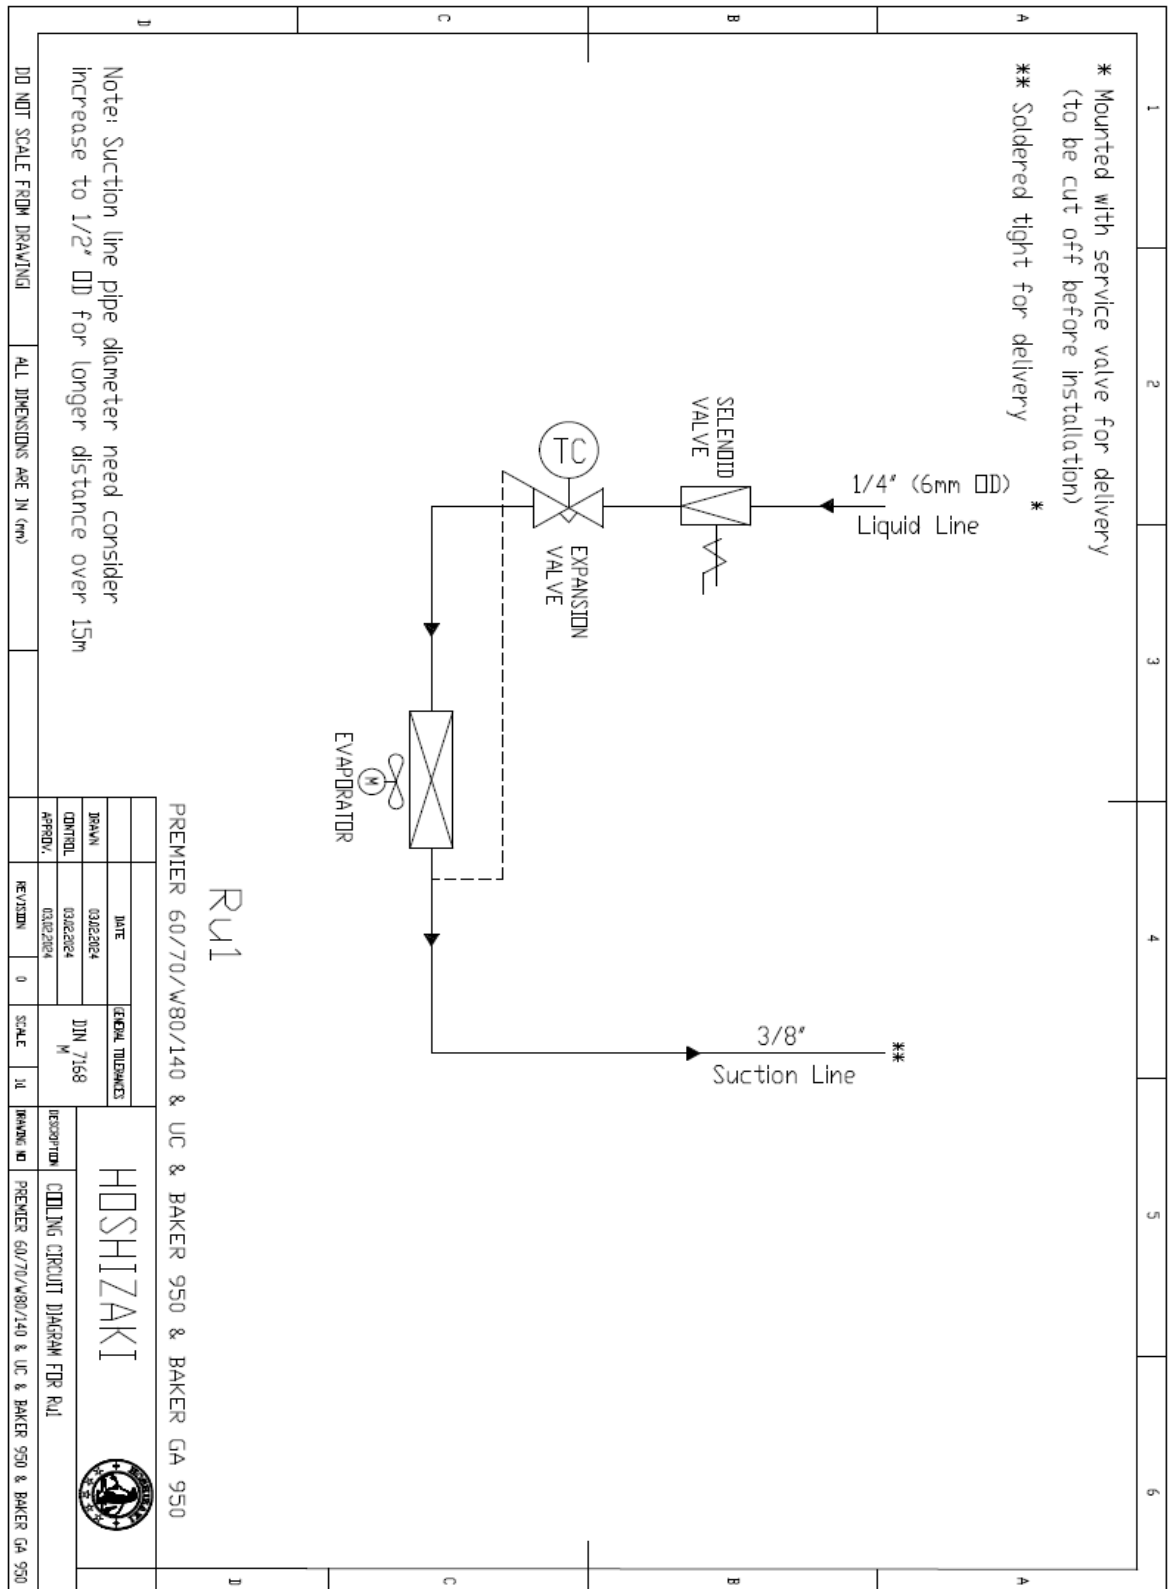 1
2
3
4
5
6
A
B
C
D
A
B
C
D
* Mounted with service valve for delivery
(to be cut off before installation)
** Soldered tight for delivery
*
1/4" (6mm OD)
Liquid Line
SELENOID
VALVE
TC
EXPANSION
VALVE
M
EVAPORATOR
**
3/8"
Suction Line
Ru1
PREMIER 60/70/W80/140 & UC & BAKER 950 & BAKER GA 950
Note: Suction line pipe diameter need consider
increase to 1/2" OD for longer distance over 15m
DATE
GENERAL TOLERANCES
DRAWN
03.02.2024
CONTROL
03.02.2024
APPROV.
03.02.2024
DIN 7168
M
HOSHIZAKI
HOSHIZAKI
DESCRIPTION
COOLING CIRCUIT DIAGRAM FOR Ru1
DO NOT SCALE FROM DRAWING!
ALL DIMENSIONS ARE IN (mm)
REVISION
0
SCALE
1:1
DRAWING NO
PREMIER 60/70/W80/140 & UC & BAKER 950 & BAKER GA 950